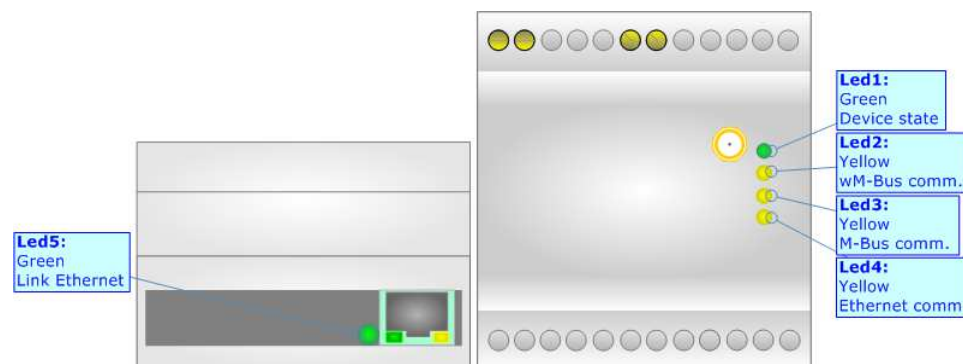 Led1:
Green
Device state
Led2:
Yellow
wM-Bus comm.
Led3:
Yellow
M-Bus comm.
Led4:
Yellow
Ethernet comm
Led5:
Green
Link Ethernet